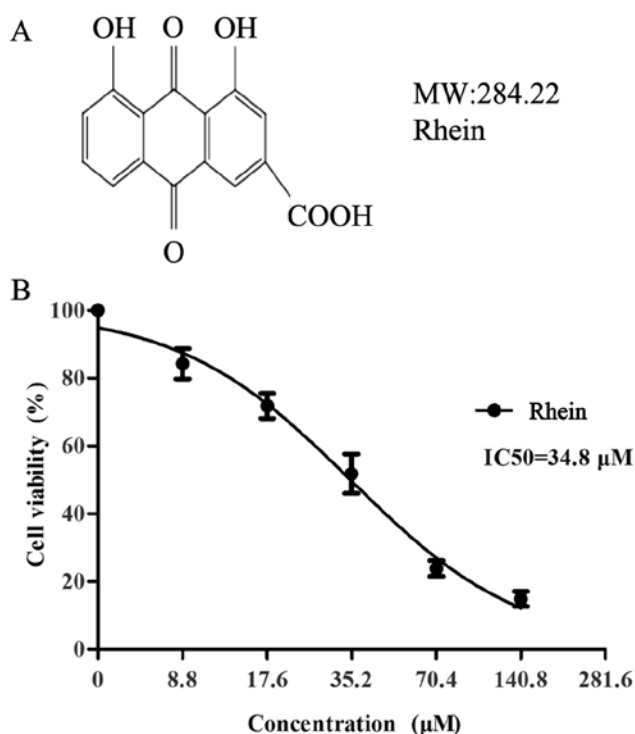 A
OH
O
OH
MW:284.22
Rhein
COOH
O
B
100
80
60
40
20
0
Cell viability (%)
Rhein
IC50=34.8 μM
0 8.8 17.6 35.2 70.4 140.8 281.6
Concentration (μM)